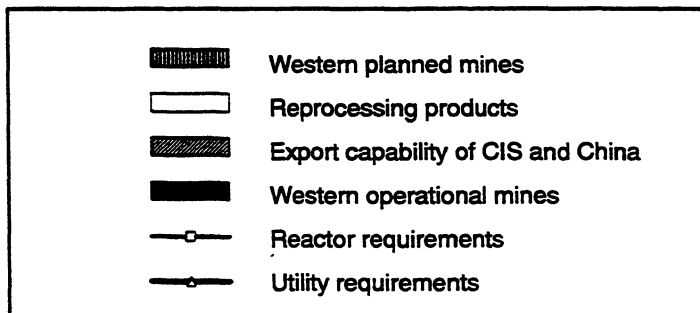 Western planned mines
Reprocessing products
Export capability of CIS and China
Western operational mines
Reactor requirements
Utility requirements